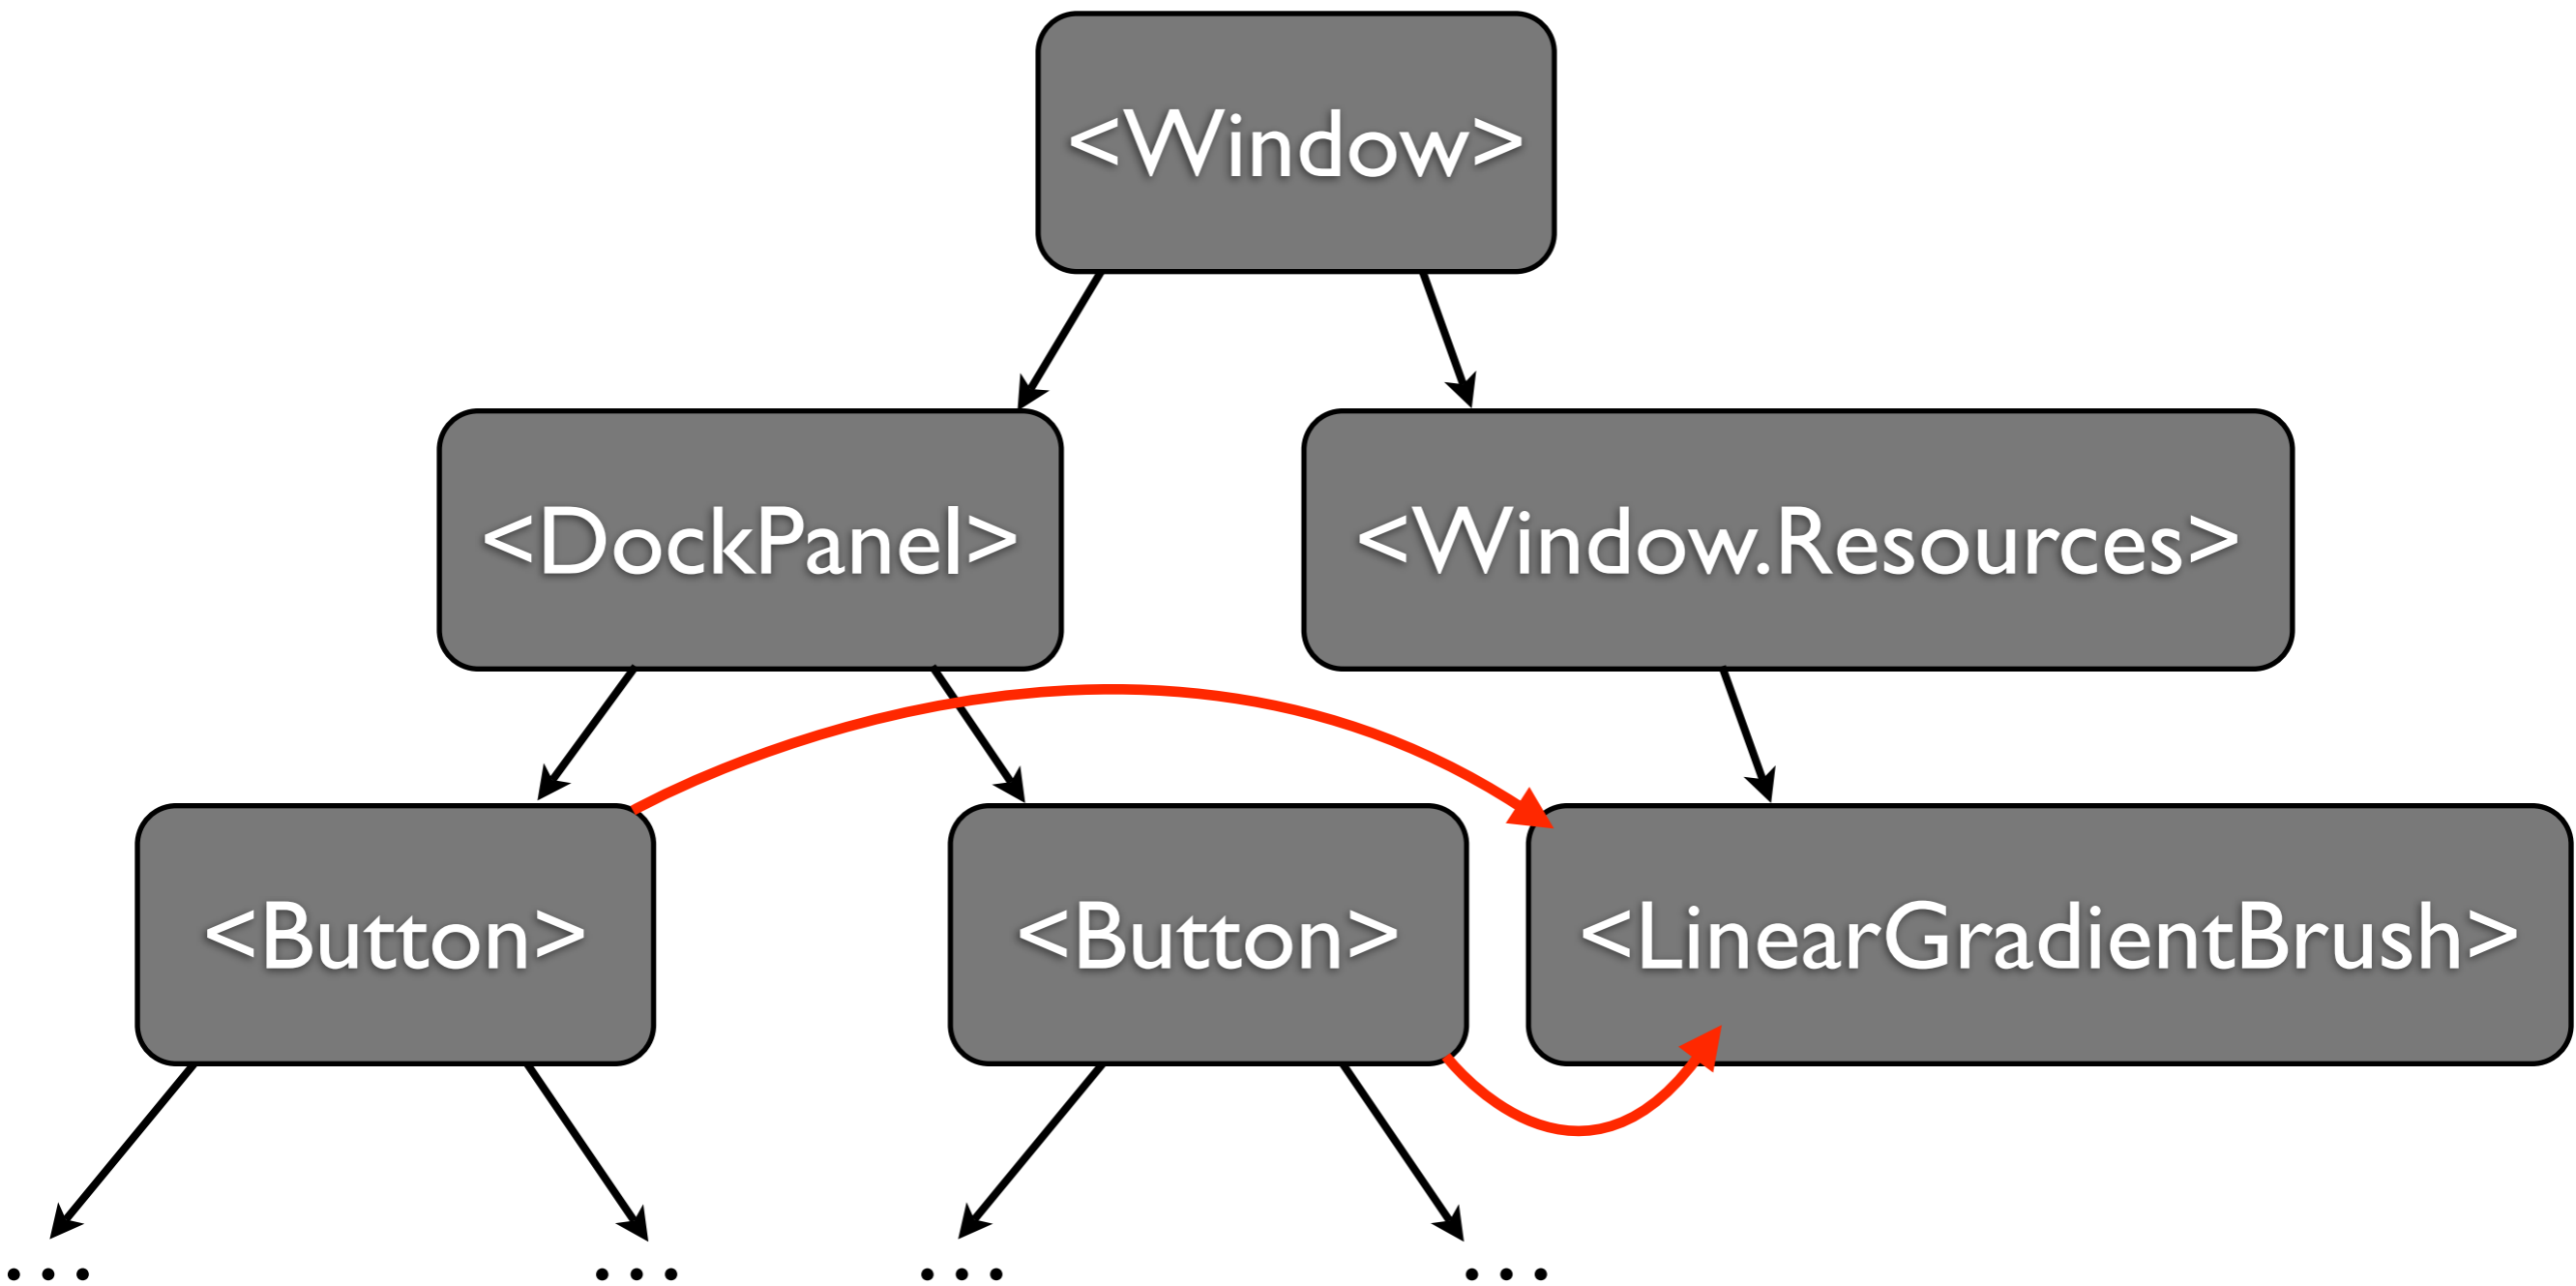 <Window>
<DockPanel>
<Window.Resources>
<Button>
<Button>
<LinearGradientBrush>
...
...
...
...